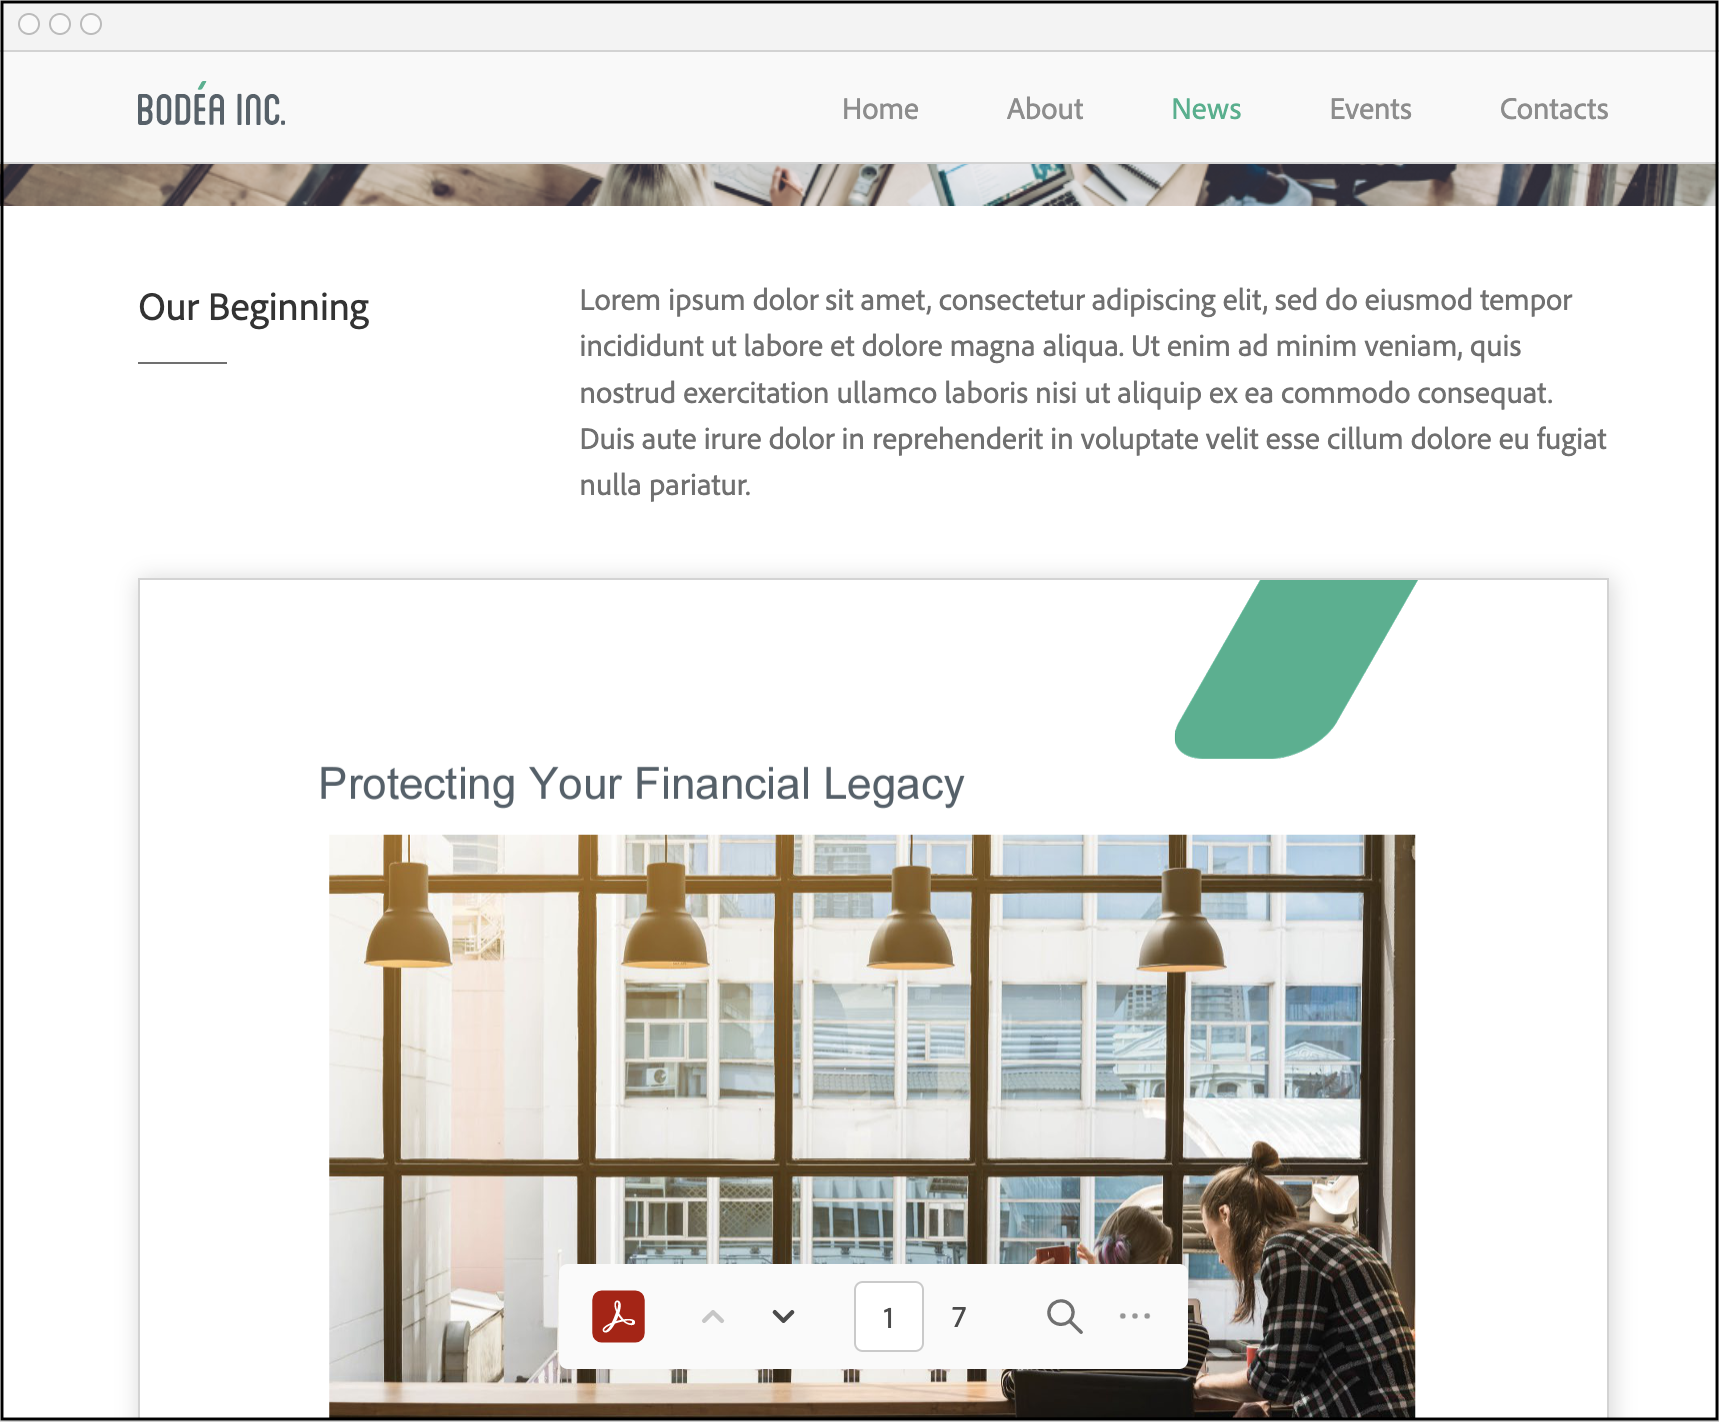 BODÉA INC.
Home
About
News
Events
Contacts
Our Beginning
Lorem ipsum dolor sit amet, consectetur adipiscing elit, sed do eiusmod tempor
incididunt ut labore et dolore magna aliqua. Ut enim ad minim veniam, quis
nostrud exercitation ullamco laboris nisi ut aliquip ex ea commodo consequat.
Duis aute irure dolor in reprehenderit in voluptate velit esse cillum dolore eu fugiat
nulla pariatur.
Protecting Your Financial Legacy
1
7